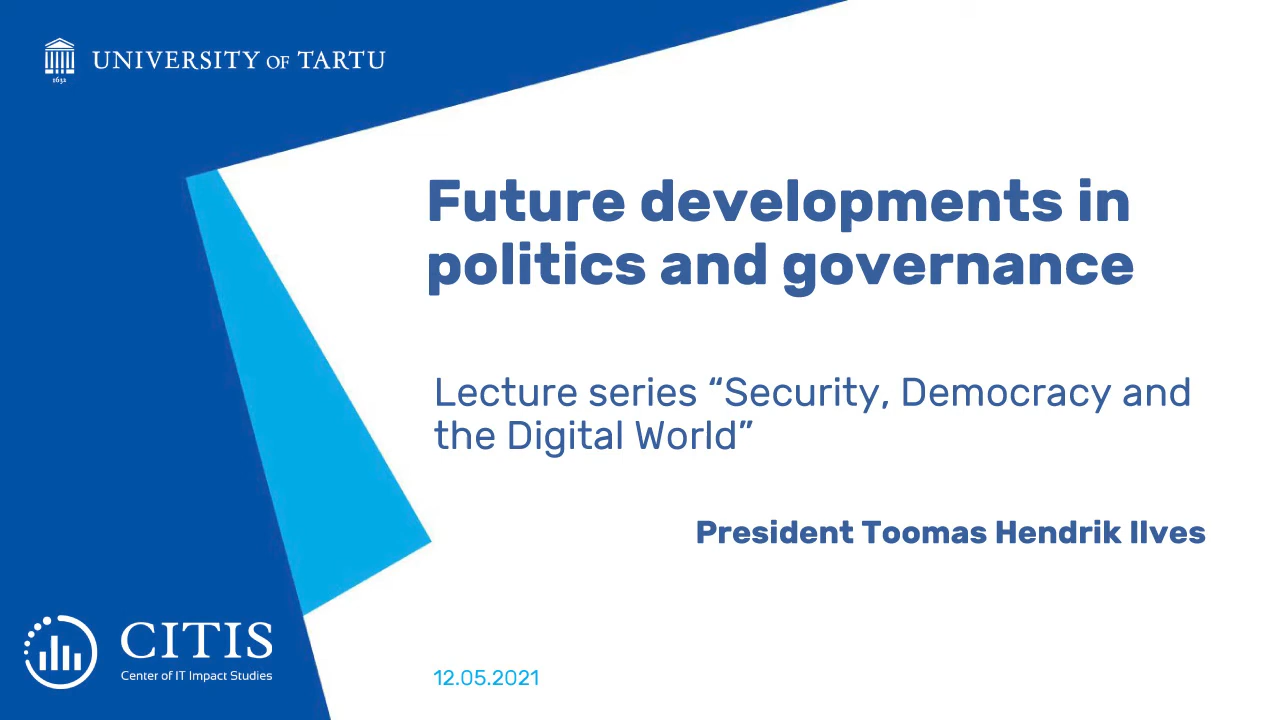 UNIVERSITY OF TARTU
1632
Future developments in
politics and governance
Lecture series “Security, Democracy and
the Digital World”
President Toomas Hendrik Ilves
CITIS
Center of IT Impact Studies
12.05.2021